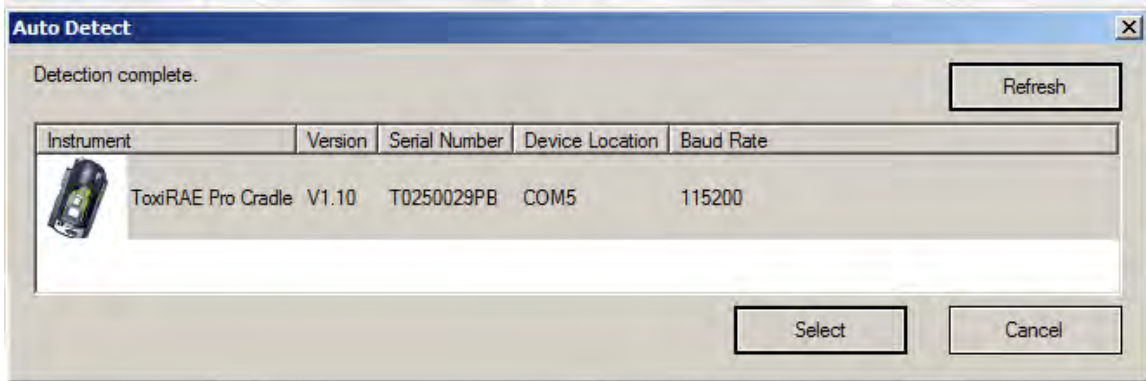 Auto Detect
Detection complete.
Refresh
Instrument Version Serial Number Device Location Baud Rate
ToxiRAE Pro Cradle V1.10 T0250029PB COM5 115200
Select Cancel